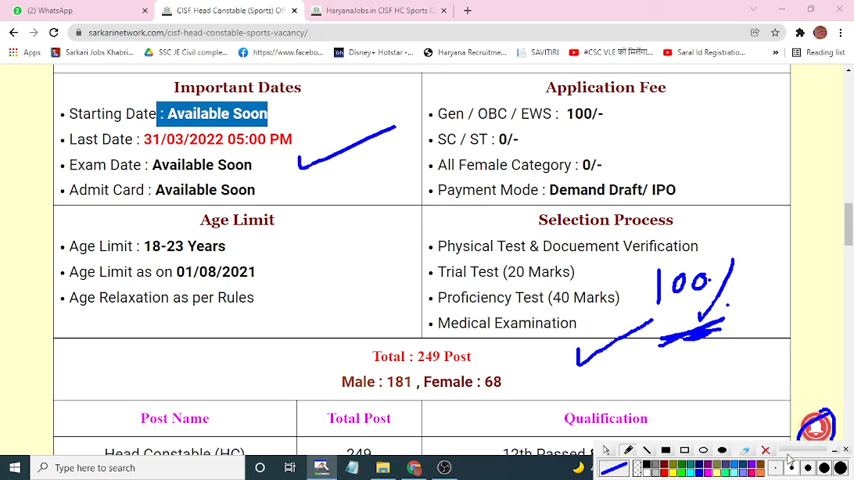 (2) WhatsApp
CISF Head Constable (Sports) Of
HaryanaJobs.in CISF HC Sports C
sarkarinetwork.com/cisf-head-constable-sports-vacancy/
Sarkari Jobs Khabri...
SSC JE Civil complet...
https://www.facebo...
Disney+ Hotstar -...
Haryana Recruitme...
SAVITIRI
#CSC VLE को मिलेगा...
Saral Id Registratio...
Reading list
Important Dates
Starting Date : Available Soon
Last Date : 31/03/2022 05:00 PM
Exam Date : Available Soon
Admit Card : Available Soon
Application Fee
Gen / OBC / EWS : 100/-
SC / ST : 0/-
All Female Category : 0/-
Payment Mode : Demand Draft/ IPO
Age Limit
Age Limit : 18-23 Years
Age Limit as on 01/08/2021
Age Relaxation as per Rules
Selection Process
Physical Test & Docuement Verification
Trial Test (20 Marks)
Proficiency Test (40 Marks)
Medical Examination
100
Total : 249 Post
Male : 181 , Female : 68
Post Name
Total Post
Qualification
Head Constable (HC)
249
12th Passed
Type here to search